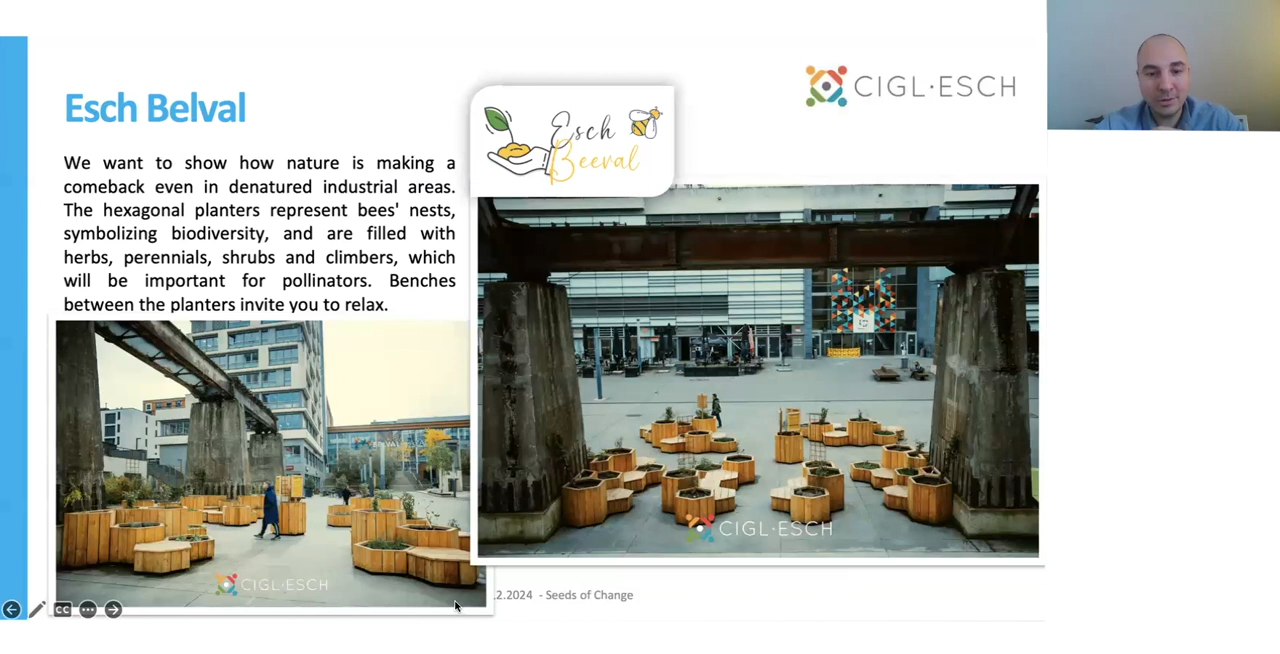 Esch Belval
We want to show how nature is making a
comeback even in denatured industrial areas.
The hexagonal planters represent bees' nests,
symbolizing biodiversity, and are filled with
herbs, perennials, shrubs and climbers, which
will be important for pollinators. Benches
between the planters invite you to relax.
Esch
Beeval
CIGL·ESCH
CIGL·ESCH
CIGL·ESCH
.2.2024 - Seeds of Change
CC